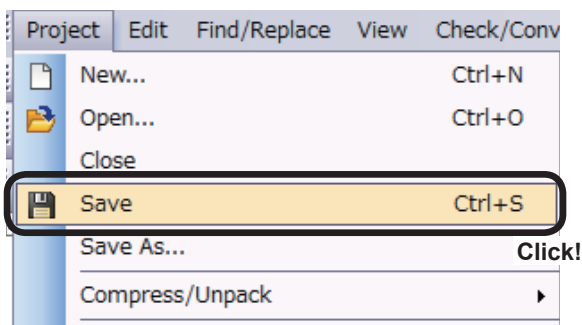 Project Edit Find/Replace View Check/Conv
New... Ctrl+N
Open... Ctrl+O
Close
Save Ctrl+S
Save As...
Click!
Compress/Unpack